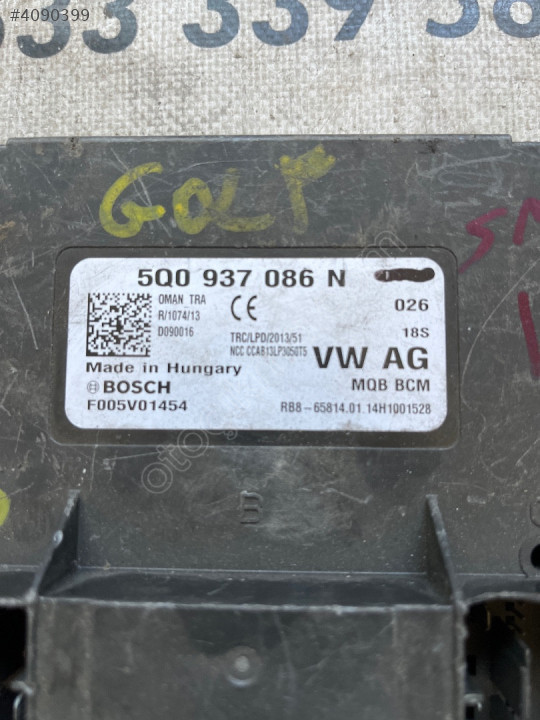 #4090399
GOLF
5Q0 937 086 N
OMAN TRA
R/1074/13
D090016
CE
026
TRC/LPD/2013/51
NCC CCAB13LP3050T5
18S
VW AG
Made in Hungary
BOSCH
MQB BCM
F005V01454
RB8-65814.01 14H1001528
B